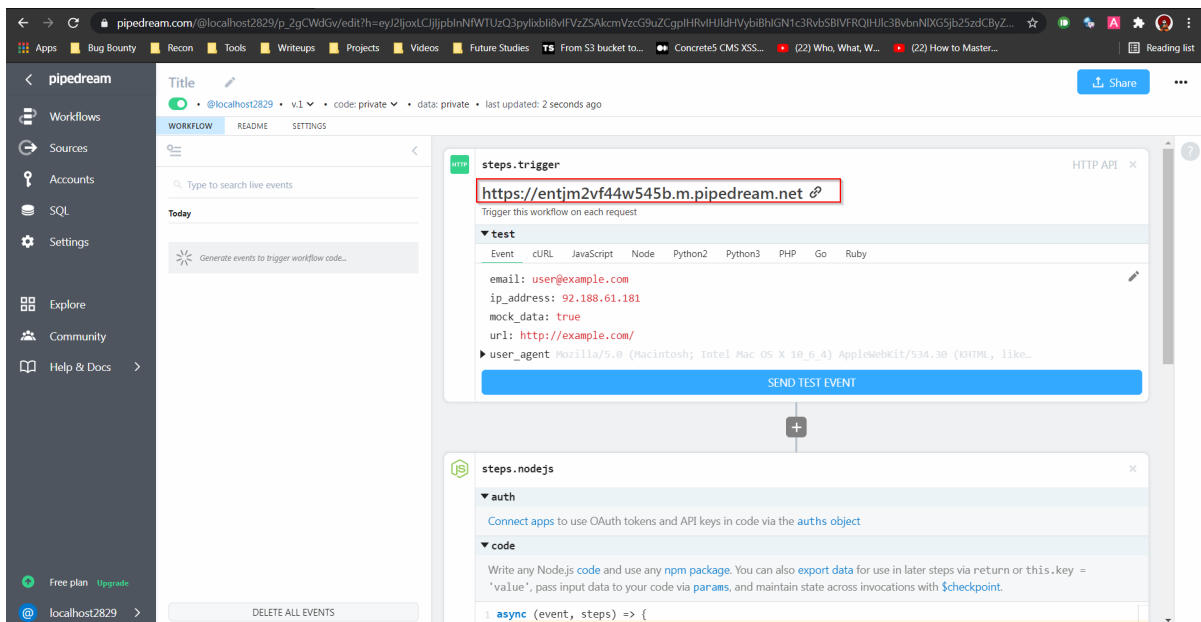 pipedream.com/@localhost2829/p_2gCWdGv/edit?h=eyJ2IjoxLCJjIjpbInNfWTUzQ3pylixbIi8vIFVzZSAkcmVzcG9uZCgpIHRvIHJldHVybiBhIGN1c3RvbSBIVFRQIHJlc3BvbnNlXG5jb25zdCByZ...
Apps Bug Bounty Recon Tools Writeups Projects Videos Future Studies TS From S3 bucket to... Concrete5 CMS XSS... (22) Who, What, W... (22) How to Master... Reading list
pipedream
Title
Share
@localhost2829 • v.1 • code: private • data: private • last updated: 2 seconds ago
WORKFLOW README SETTINGS
Workflows
Sources
Accounts
SQL
Settings
Explore
Community
Help & Docs
Free plan Upgrade
@ localhost2829
Type to search live events
Today
Generate events to trigger workflow code...
DELETE ALL EVENTS
HTTP steps.trigger HTTP API
https://entjm2vf44w545b.m.pipedream.net
Trigger this workflow on each request
test
Event cURL JavaScript Node Python2 Python3 PHP Go Ruby
email: user@example.com
ip_address: 92.188.61.181
mock_data: true
url: http://example.com/
user_agent Mozilla/5.0 (Macintosh; Intel Mac OS X 10_6_4) AppleWebKit/534.30 (KHTML, like…
SEND TEST EVENT
JS steps.nodejs
auth
Connect apps to use OAuth tokens and API keys in code via the auths object
code
Write any Node.js code and use any npm package. You can also export data for use in later steps via return or this.key =
'value', pass input data to your code via params, and maintain state across invocations with $checkpoint.
1 async (event, steps) => {